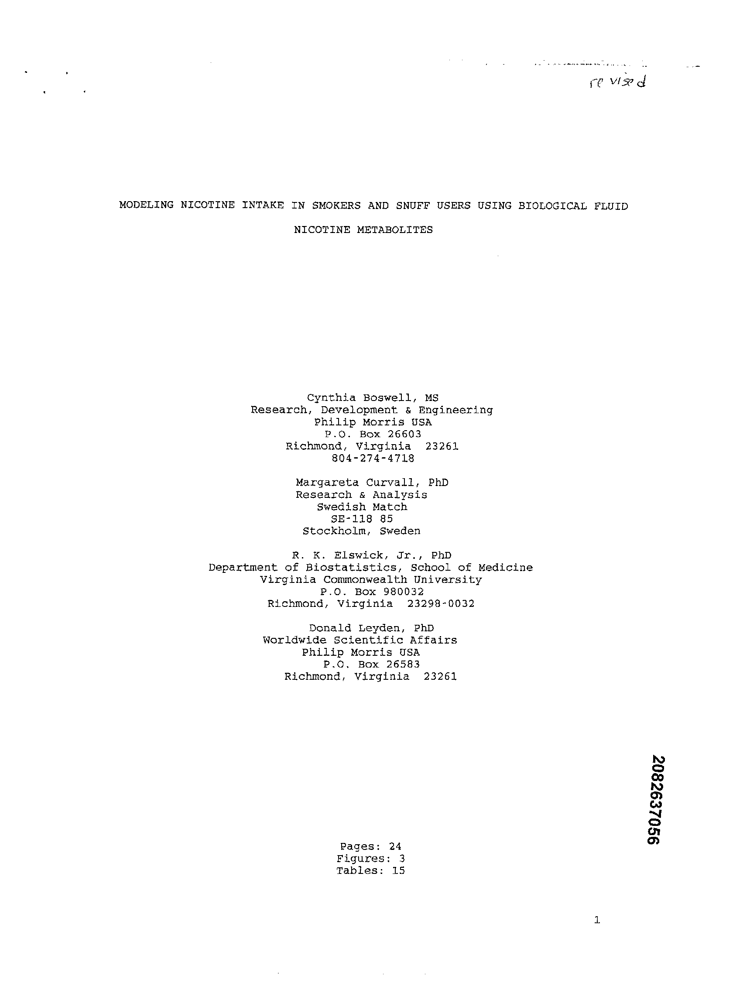 revised
MODELING NICOTINE INTAKE IN SMOKERS AND SNUFF USERS USING BIOLOGICAL FLUID
NICOTINE METABOLITES
Cynthia Boswell, MS
Research, Development & Engineering
Philip Morris USA
P.O. Box 26603
Richmond, Virginia 23261
804-274-4718
Margareta Curvall, PhD
Research & Analysis
Swedish Match
SE-118 85
Stockholm, Sweden
R. K. Elswick, Jr., PhD
Department of Biostatistics, School of Medicine
Virginia Commonwealth University
P.O. Box 980032
Richmond, Virginia 23298-0032
Donald Leyden, PhD
Worldwide Scientific Affairs
Philip Morris USA
P.O. Box 26583
Richmond, Virginia 23261
2082637056
Pages: 24
Figures: 3
Tables: 15
1